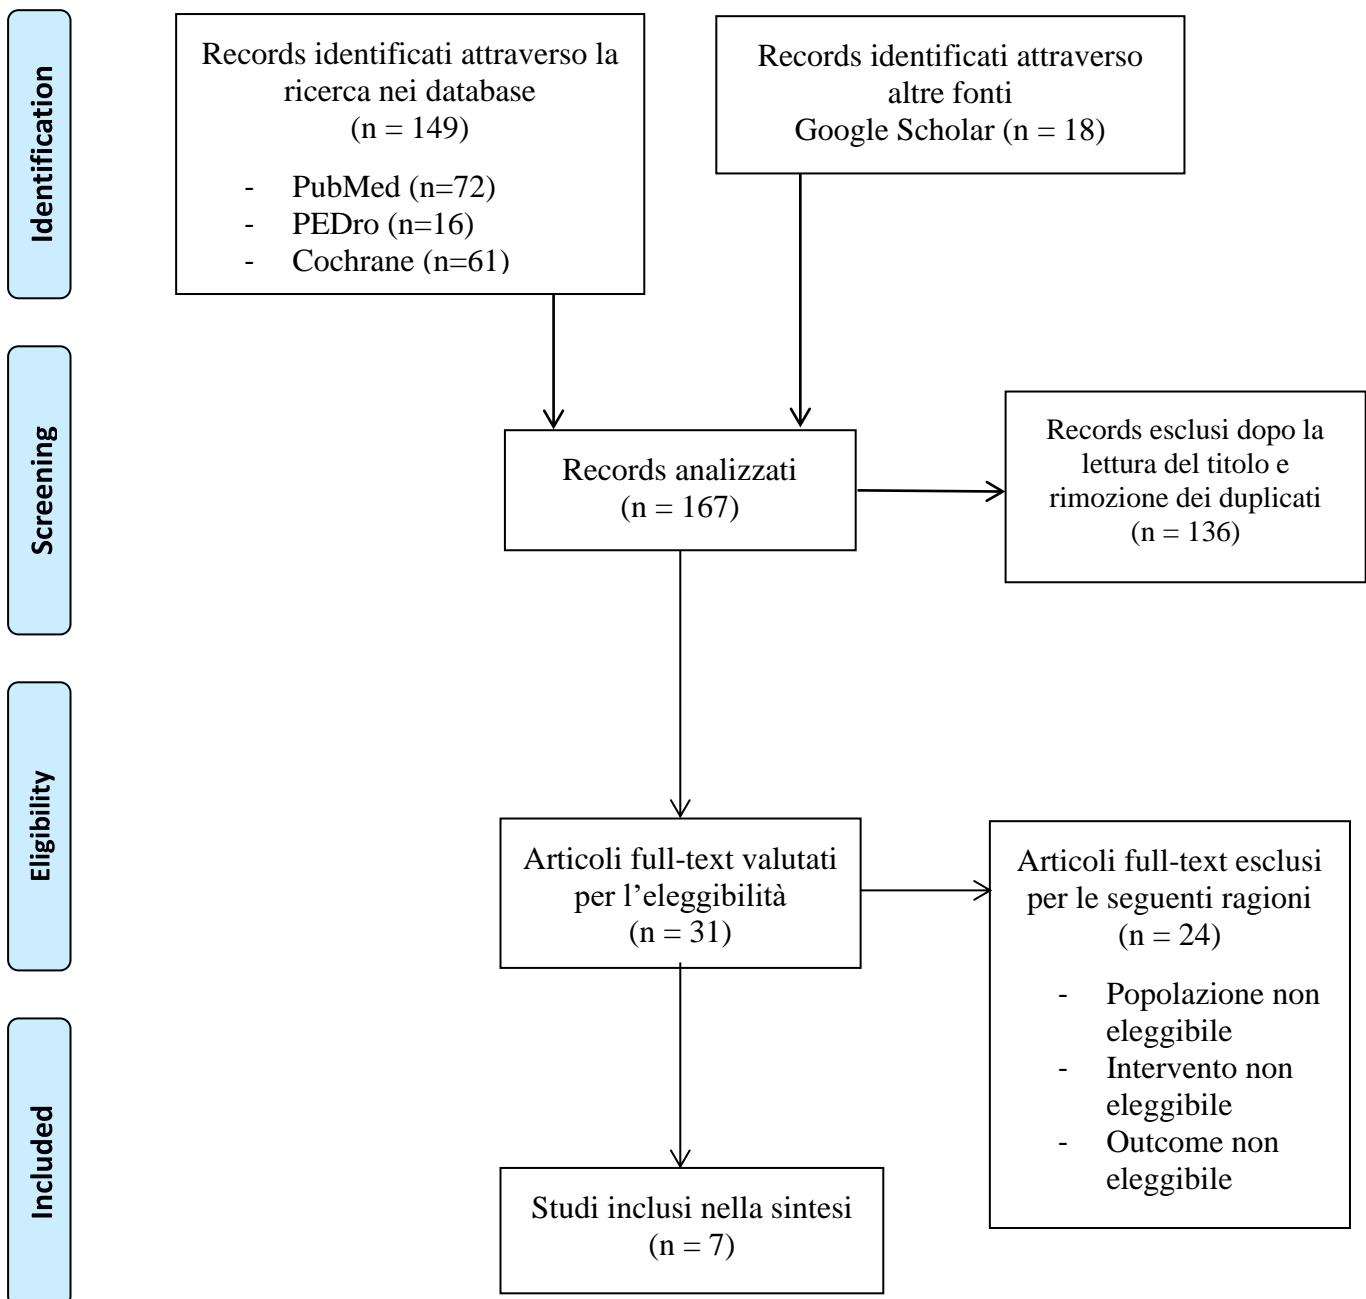 Identification
Records identificati attraverso la
ricerca nei database
(n = 149)
- PubMed (n=72)
- PEDro (n=16)
- Cochrane (n=61)
Records identificati attraverso
altre fonti
Google Scholar (n = 18)
Screening
Records analizzati
(n = 167)
Records esclusi dopo la
lettura del titolo e
rimozione dei duplicati
(n = 136)
Eligibility
Articoli full-text valutati
per l’eleggibilità
(n = 31)
Articoli full-text esclusi
per le seguenti ragioni
(n = 24)
- Popolazione non
eleggibile
- Intervento non
eleggibile
- Outcome non
eleggibile
Included
Studi inclusi nella sintesi
(n = 7)